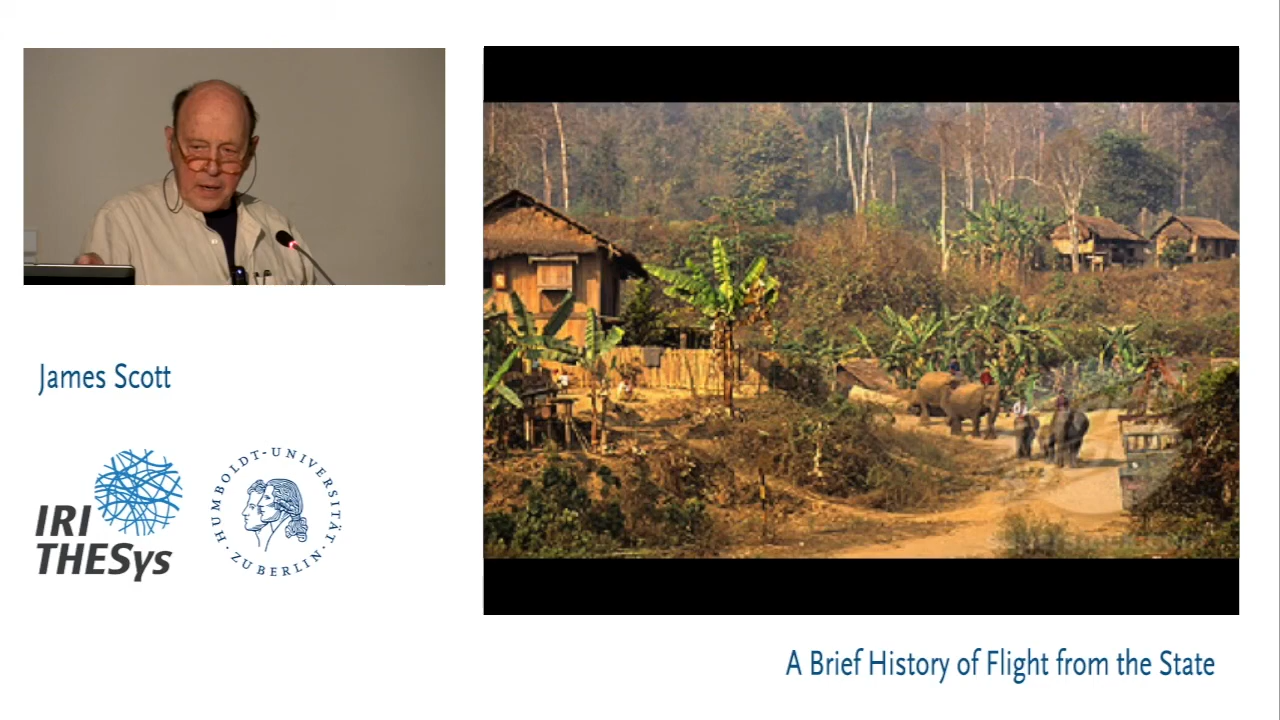 James Scott
IRI
THESys
HUMBOLDT-UNIVERSITÄT
ZU BERLIN
A Brief History of Flight from the State